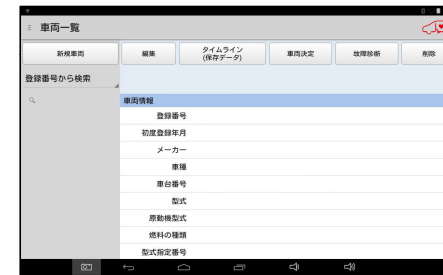 車両一覧
新規車両
編集
タイムライン
(保存データ)
車両決定
故障診断
削除
登録番号から検索
車両情報
登録番号
初度登録年月
メーカー
車種
車台番号
型式
原動機型式
燃料の種類
型式指定番号